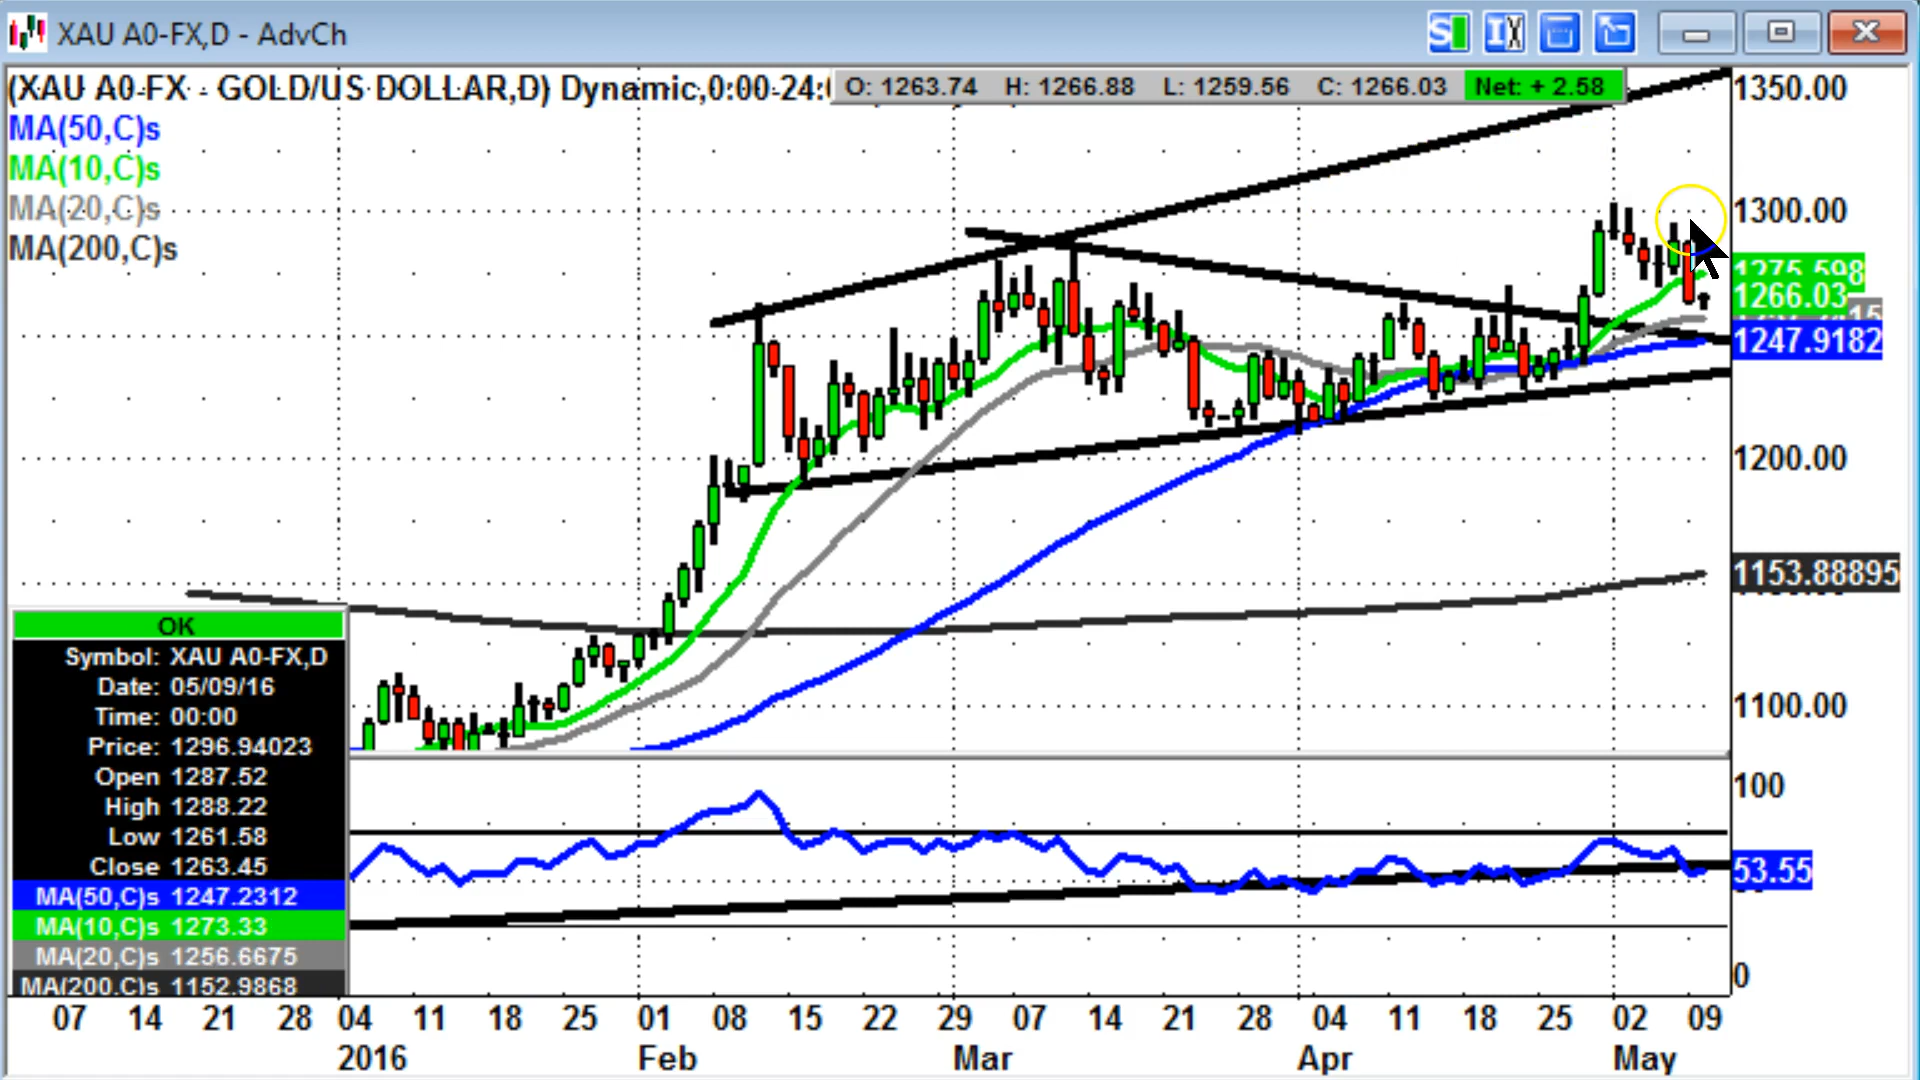 XAU A0-FX,D - AdvCh
(XAU A0-FX - GOLD/US DOLLAR,D) Dynamic,0:00-24:0
O: 1263.74 H: 1266.88 L: 1259.56 C: 1266.03 Net: + 2.58
MA(50,C)s
MA(10,C)s
MA(20,C)s
MA(200,C)s
1350.00
1300.00
1275.598
1266.03
1247.9182
1200.00
1153.88895
1100.00
OK
Symbol: XAU A0-FX,D
Date: 05/09/16
Time: 00:00
Price: 1296.94023
Open 1287.52
High 1288.22
Low 1261.58
Close 1263.45
MA(50,C)s 1247.2312
MA(10,C)s 1273.33
MA(20,C)s 1256.6675
MA(200,C)s 1152.9868
100
53.55
0
07 14 21 28 04 11 18 25 01 08 15 22 29 07 14 21 28 04 11 18 25 02 09
2016 Feb Mar Apr May